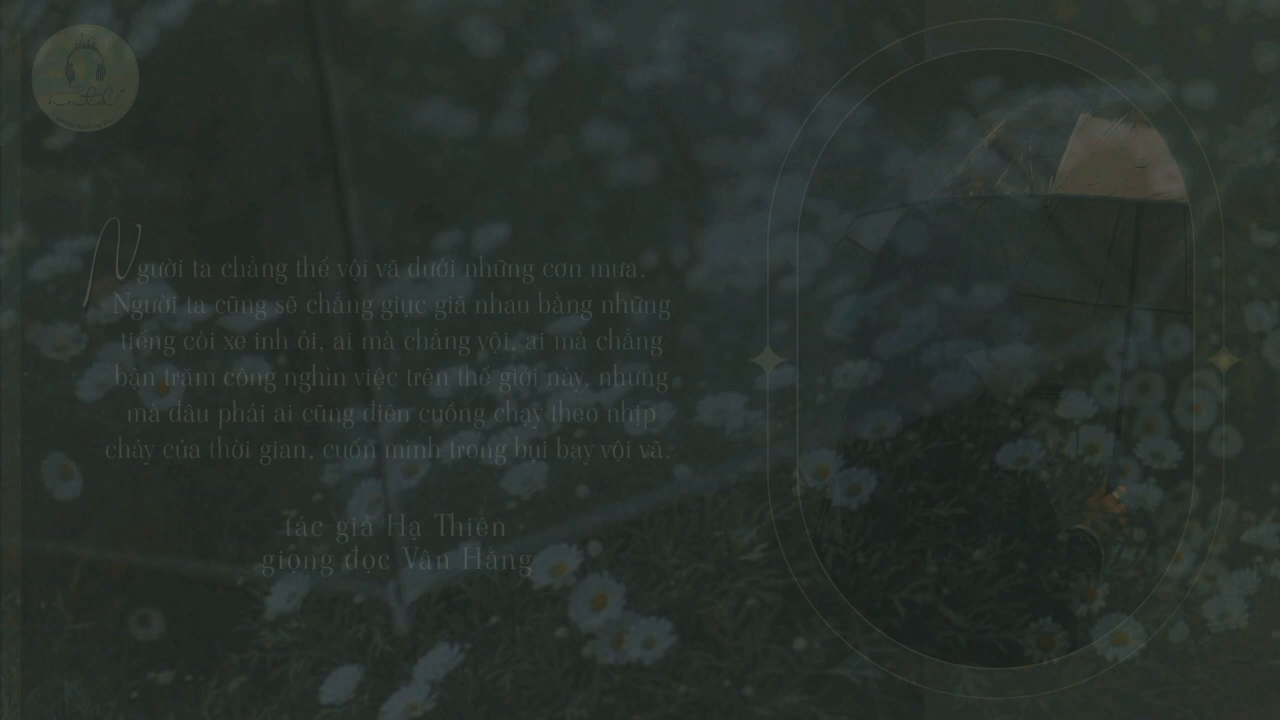 Người ta chẳng thể vội vã dưới những cơn mưa.
Người ta cũng sẽ chẳng giục giã nhau bằng những
tiếng còi xe inh ỏi, ai mà chẳng vội, ai mà chẳng
bận trăm công nghìn việc trên thế giới này, nhưng
mà đâu phải ai cũng điên cuồng chạy theo nhịp
chảy của thời gian, cuốn mình trong bụi bay vội vã.
tác giả Hạ Thiên
giọng đọc Vân Hằng